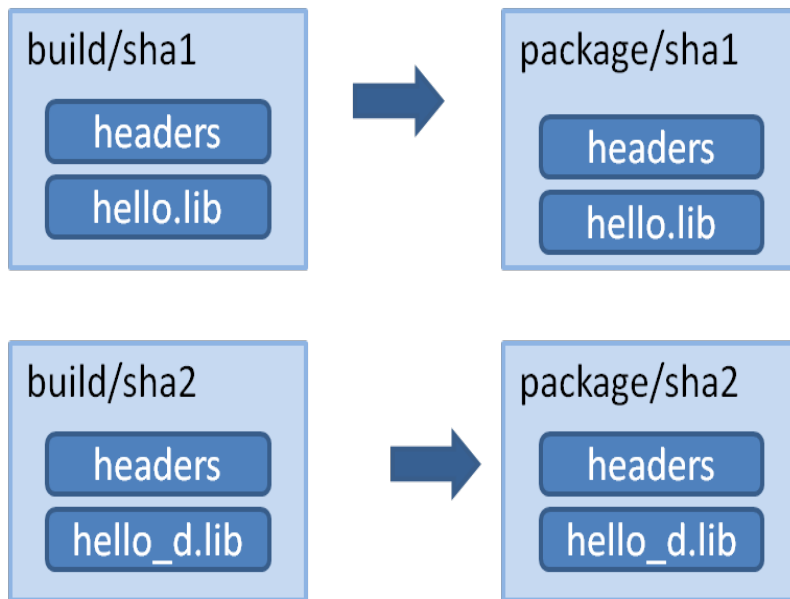 build/sha1
headers
hello.lib
package/sha1
headers
hello.lib
build/sha2
headers
hello_d.lib
package/sha2
headers
hello_d.lib